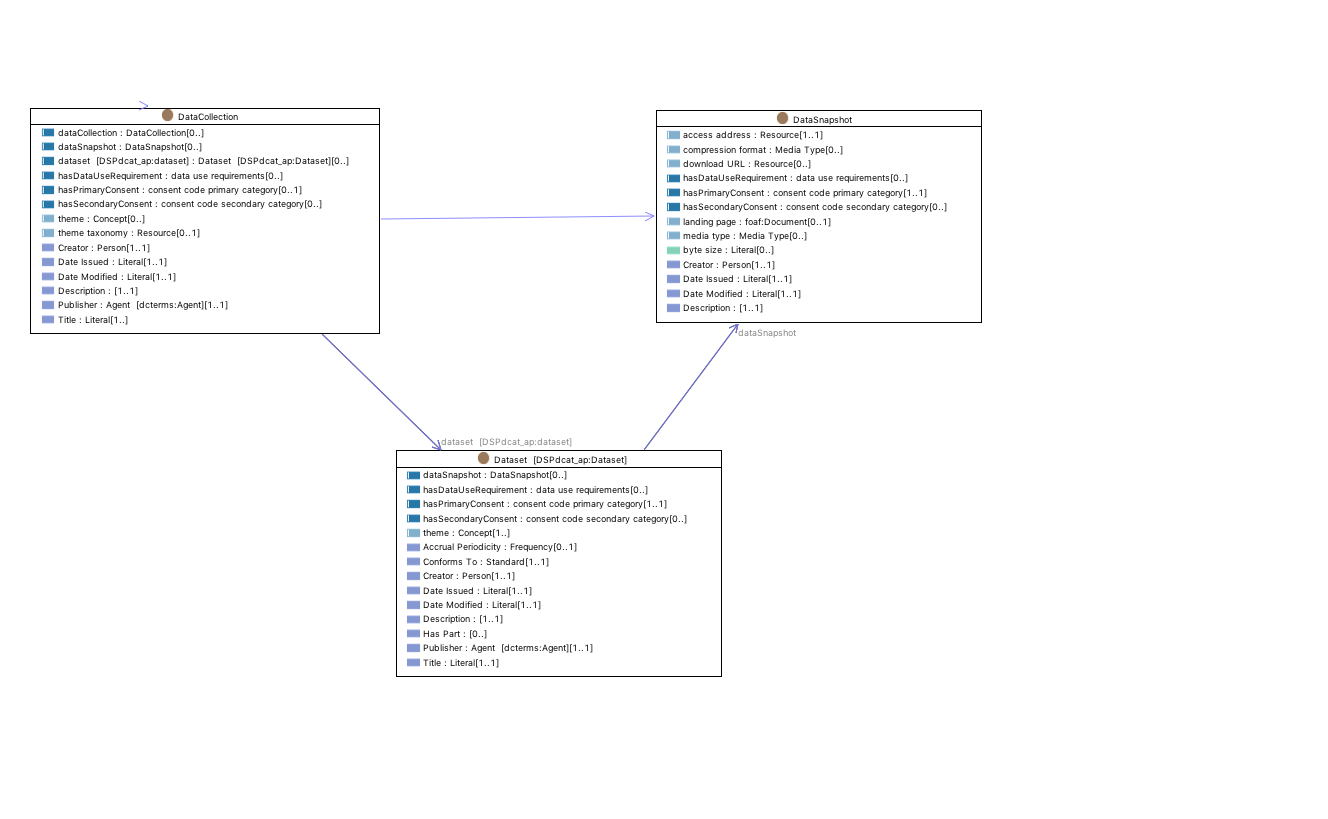 DataCollection
dataCollection : DataCollection[0..]
dataSnapshot : DataSnapshot[0..]
dataset [DSPdcat_ap:dataset] : Dataset [DSPdcat_ap:Dataset][0..]
hasDataUseRequirement : data use requirements[0..]
hasPrimaryConsent : consent code primary category[0..1]
hasSecondaryConsent : consent code secondary category[0..]
theme : Concept[0..]
theme taxonomy : Resource[0..1]
Creator : Person[1..1]
Date Issued : Literal[1..1]
Date Modified : Literal[1..1]
Description : [1..1]
Publisher : Agent [dcterms:Agent][1..1]
Title : Literal[1..]
DataSnapshot
access address : Resource[1..1]
compression format : Media Type[0..]
download URL : Resource[0..]
hasDataUseRequirement : data use requirements[0..]
hasPrimaryConsent : consent code primary category[1..1]
hasSecondaryConsent : consent code secondary category[0..]
landing page : foaf:Document[0..1]
media type : Media Type[0..]
byte size : Literal[0..]
Creator : Person[1..1]
Date Issued : Literal[1..1]
Date Modified : Literal[1..1]
Description : [1..1]
dataSnapshot
dataset [DSPdcat_ap:dataset]
Dataset [DSPdcat_ap:Dataset]
dataSnapshot : DataSnapshot[0..]
hasDataUseRequirement : data use requirements[0..]
hasPrimaryConsent : consent code primary category[1..1]
hasSecondaryConsent : consent code secondary category[0..]
theme : Concept[1..]
Accrual Periodicity : Frequency[0..1]
Conforms To : Standard[1..1]
Creator : Person[1..1]
Date Issued : Literal[1..1]
Date Modified : Literal[1..1]
Description : [1..1]
Has Part : [0..]
Publisher : Agent [dcterms:Agent][1..1]
Title : Literal[1..1]